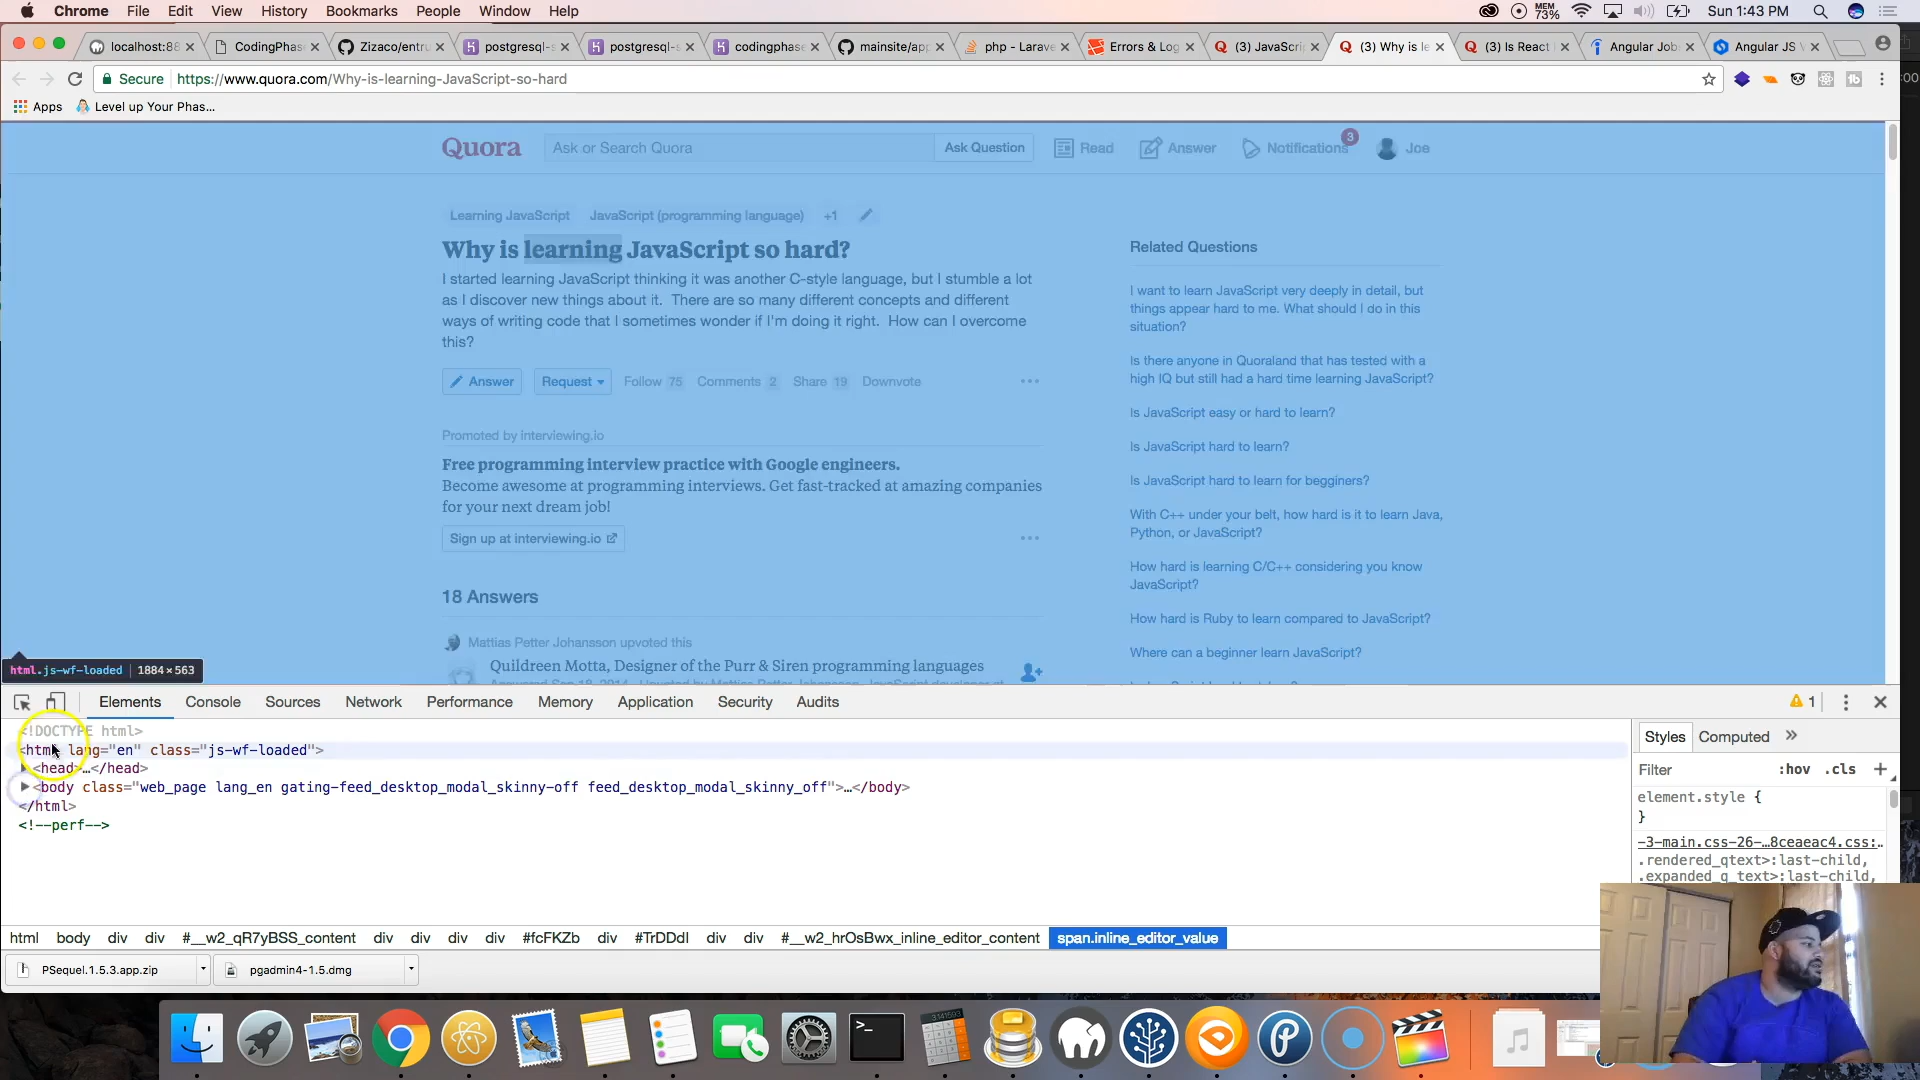 Chrome File Edit View History Bookmarks People Window Help
MEM 73% Sun 1:43 PM
localhost:88
CodingPhase
Zizaco/entru
postgresql-s
postgresql-s
codingphase
mainsite/app
php - Larave
Errors & Log
(3) JavaScri
(3) Why is le
(3) Is React
Angular Job
Angular JS V
Secure https://www.quora.com/Why-is-learning-JavaScript-so-hard
Apps Level up Your Phas...
Quora Ask or Search Quora Ask Question Read Answer Notifications 3 Joe
Learning JavaScript JavaScript (programming language) +1
Why is learning JavaScript so hard?
I started learning JavaScript thinking it was another C-style language, but I stumble a lot
as I discover new things about it. There are so many different concepts and different
ways of writing code that I sometimes wonder if I'm doing it right. How can I overcome
this?
Answer Request Follow 75 Comments 2 Share 19 Downvote
Promoted by interviewing.io
Free programming interview practice with Google engineers.
Become awesome at programming interviews. Get fast-tracked at amazing companies
for your next dream job!
Sign up at interviewing.io
18 Answers
Mattias Petter Johansson upvoted this
Quildreen Motta, Designer of the Purr & Siren programming languages
Related Questions
I want to learn JavaScript very deeply in detail, but
things appear hard to me. What should I do in this
situation?
Is there anyone in Quoraland that has tested with a
high IQ but still had a hard time learning JavaScript?
Is JavaScript easy or hard to learn?
Is JavaScript hard to learn?
Is JavaScript hard to learn for begginers?
With C++ under your belt, how hard is it to learn Java,
Python, or JavaScript?
How hard is learning C/C++ considering you know
JavaScript?
How hard is Ruby to learn compared to JavaScript?
Where can a beginner learn JavaScript?
html.js-wf-loaded | 1884×563
Elements Console Sources Network Performance Memory Application Security Audits 1
<!DOCTYPE html>
<html lang="en" class="js-wf-loaded">
<head>…</head>
<body class="web_page lang_en gating-feed_desktop_modal_skinny-off feed_desktop_modal_skinny_off">…</body>
</html>
<!--perf-->
Styles Computed »
Filter :hov .cls +
element.style {
}
-3-main.css-26-…8ceaeac4.css:…
.rendered_qtext>:last-child,
.expanded_q_text>:last-child,
html body div div #__w2_qR7yBSS_content div div div div #fcFKZb div #TrDDdI div div #__w2_hrOsBwx_inline_editor_content span.inline_editor_value
PSequel.1.5.3.app.zip pgadmin4-1.5.dmg